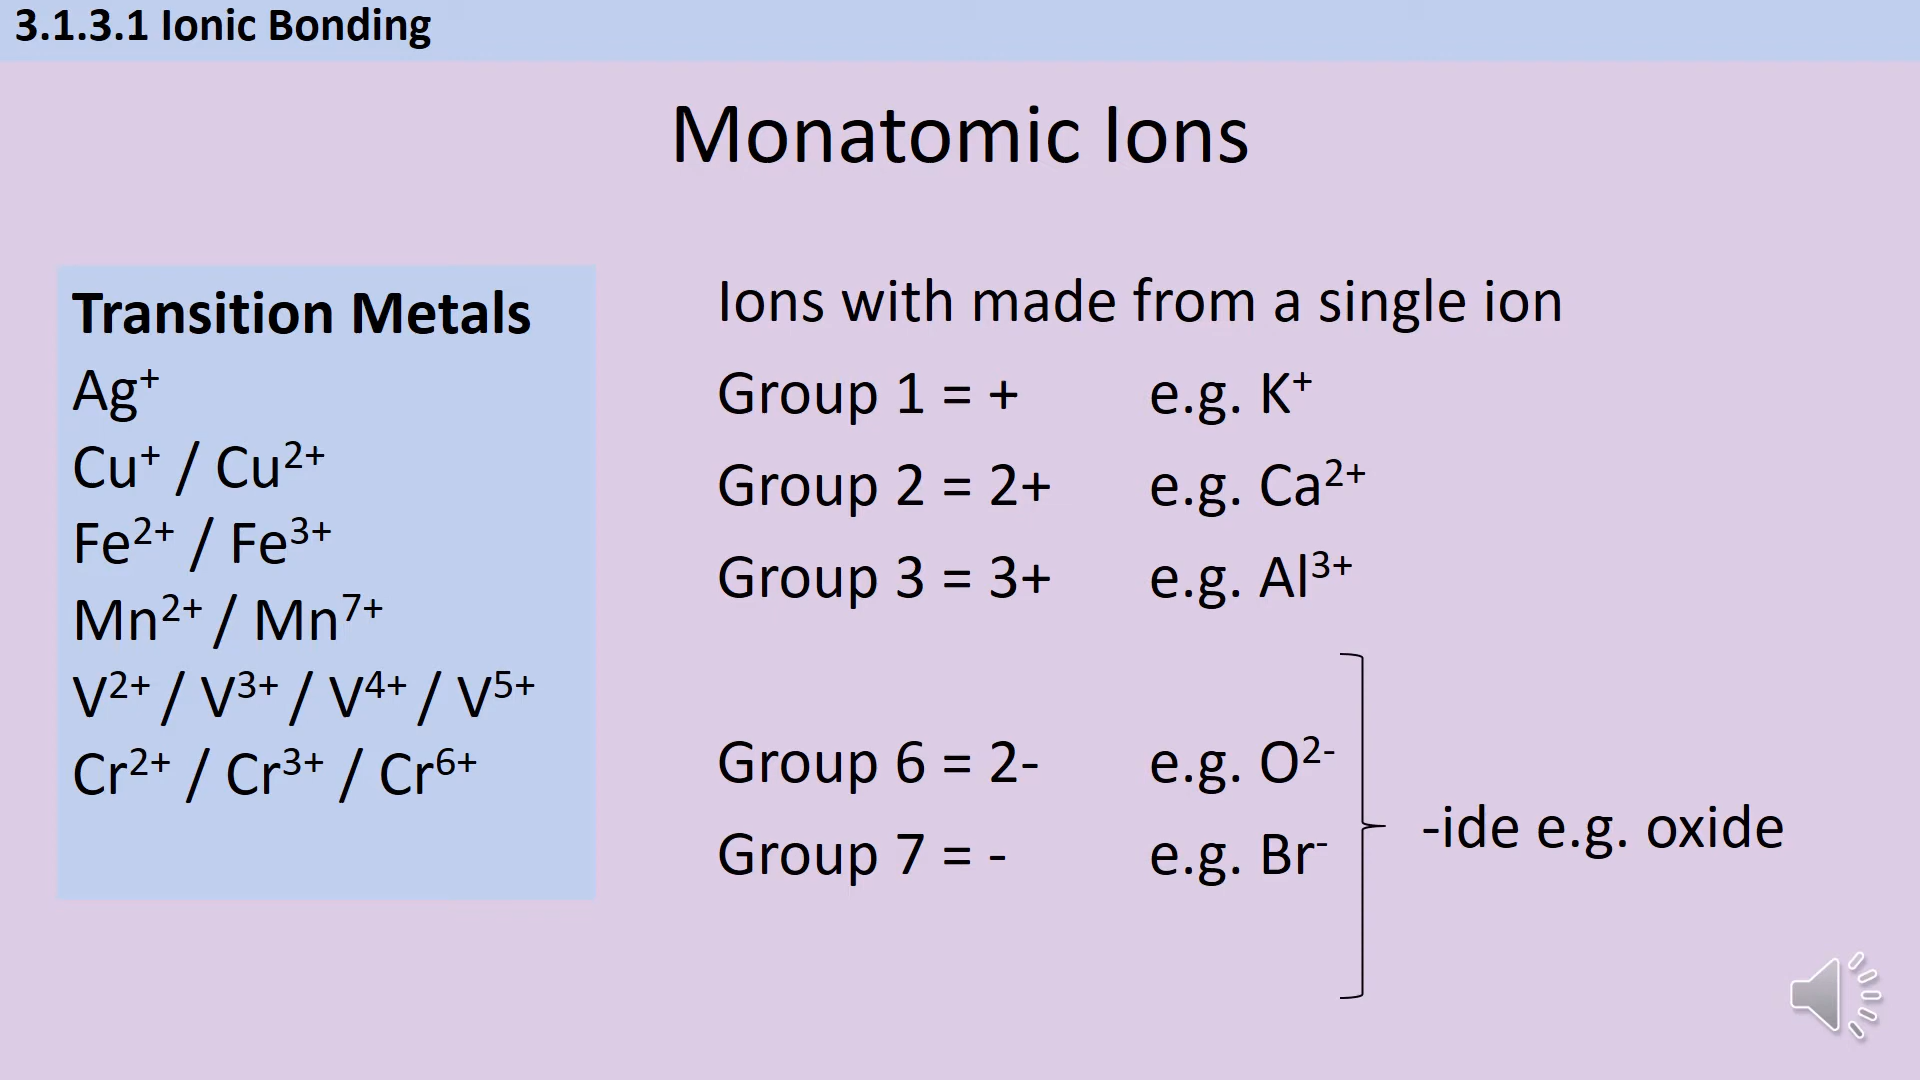 3.1.3.1 Ionic Bonding
Monatomic Ions
Transition Metals
Ag⁺
Cu⁺ / Cu²⁺
Fe²⁺ / Fe³⁺
Mn²⁺ / Mn⁷⁺
V²⁺ / V³⁺ / V⁴⁺ / V⁵⁺
Cr²⁺ / Cr³⁺ / Cr⁶⁺
Ions with made from a single ion
Group 1 = + e.g. K⁺
Group 2 = 2+ e.g. Ca²⁺
Group 3 = 3+ e.g. Al³⁺
Group 6 = 2- e.g. O²⁻
Group 7 = - e.g. Br⁻
-ide e.g. oxide